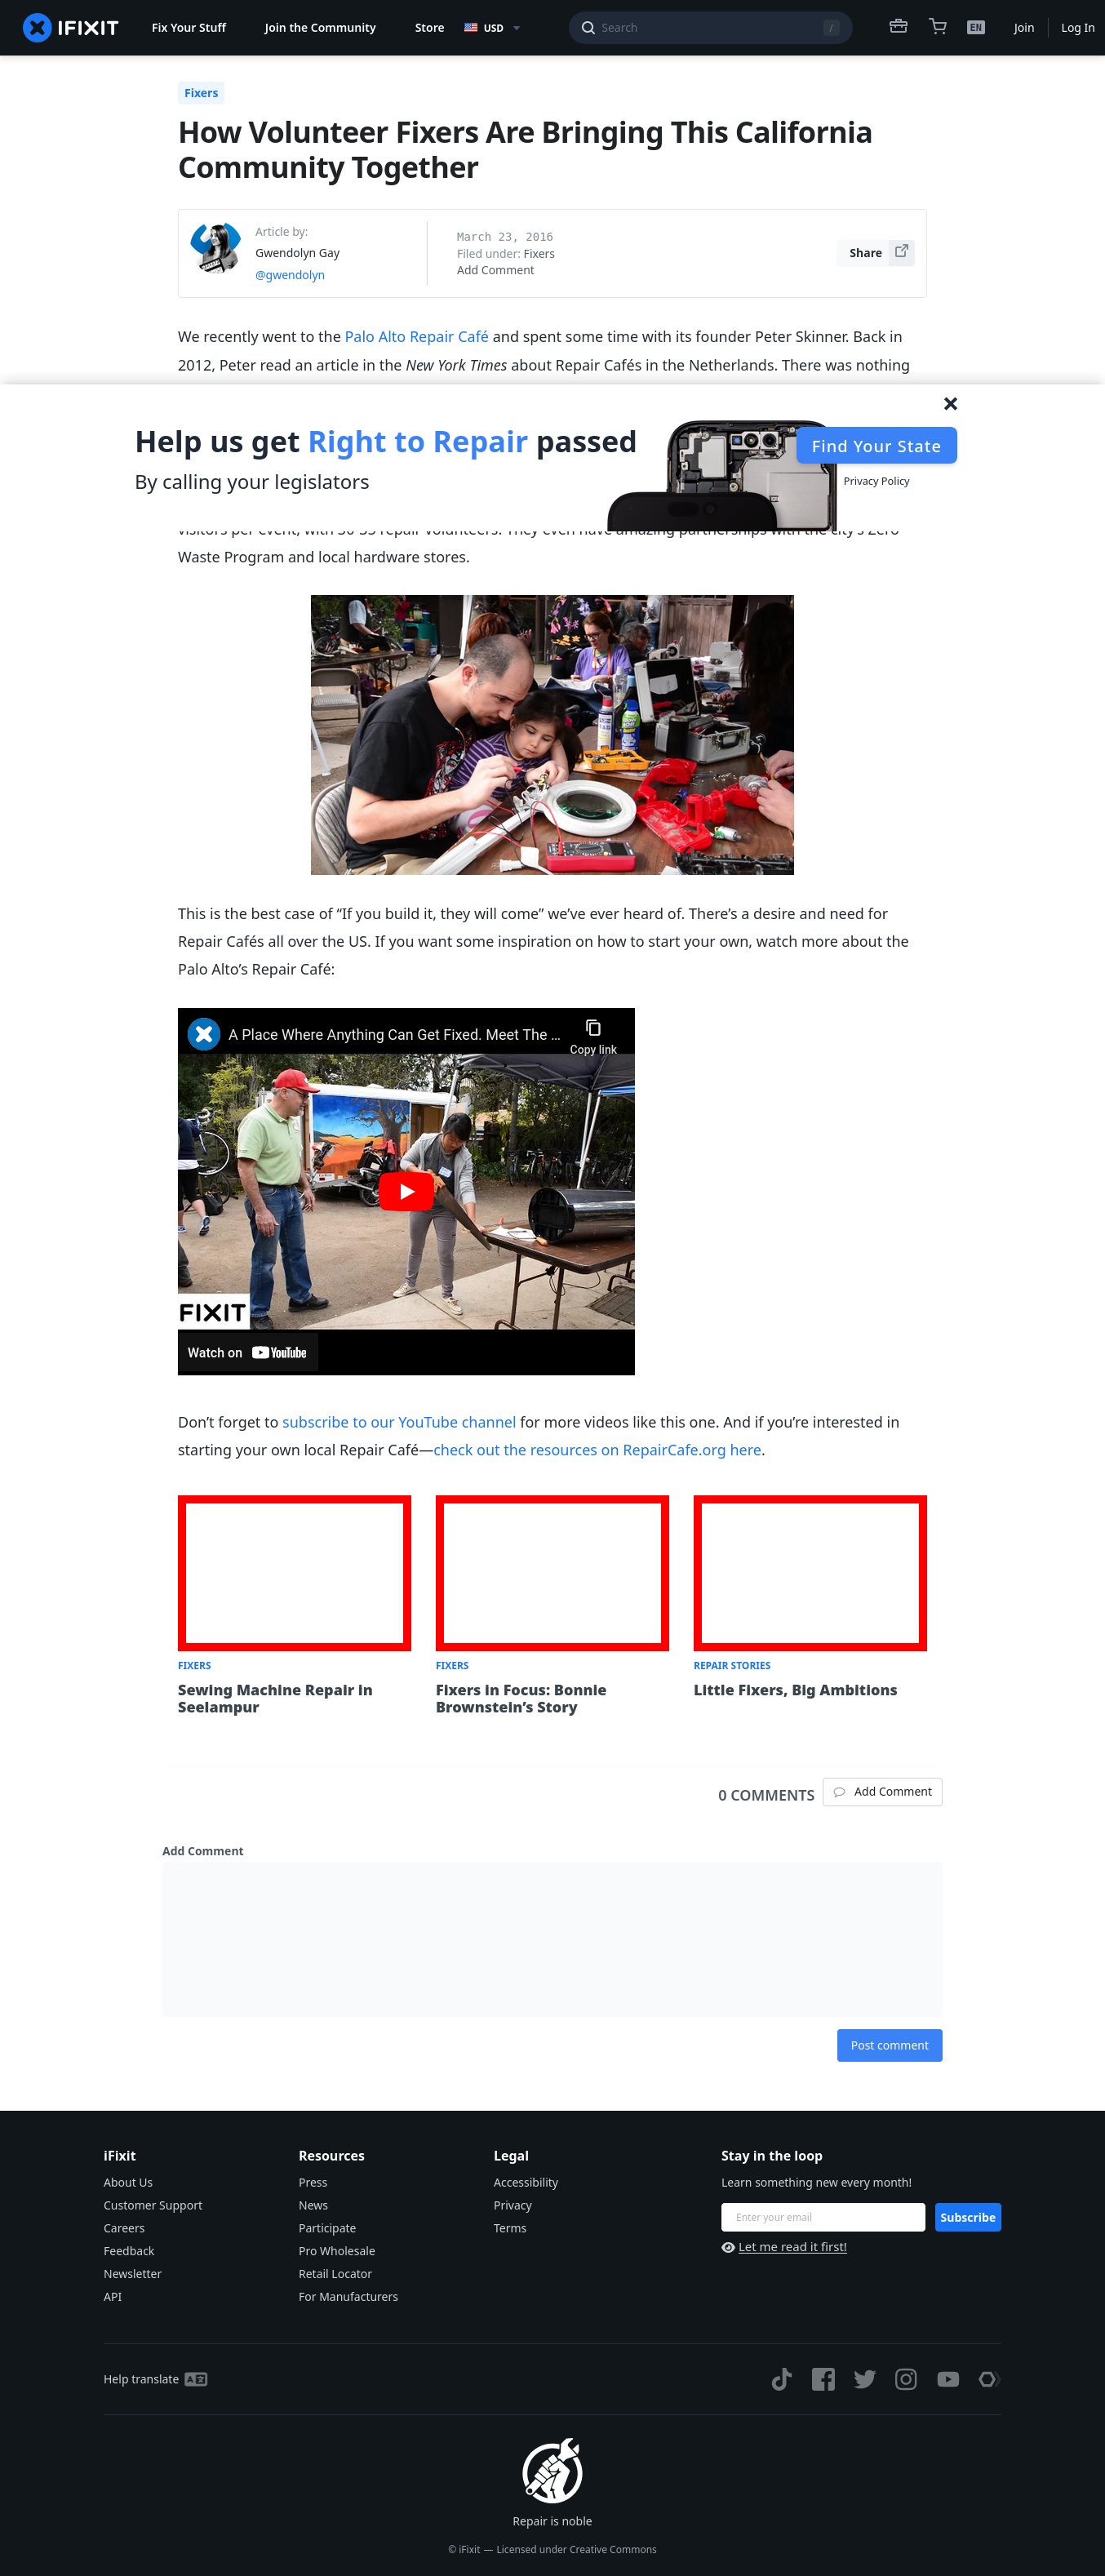 IFIXIT
Fix Your Stuff
Join the Community
Store
USD
Search
/
EN
Join
Log In
Fixers
How Volunteer Fixers Are Bringing This California
Community Together
Article by:
Gwendolyn Gay
@gwendolyn
March 23, 2016
Filed under: Fixers
Add Comment
Share
We recently went to the Palo Alto Repair Café and spent some time with its founder Peter Skinner. Back in
2012, Peter read an article in the New York Times about Repair Cafés in the Netherlands. There was nothing
Help us get Right to Repair passed
By calling your legislators
Find Your State
Privacy Policy
visitors per event, with 30-35 repair volunteers. They even have amazing partnerships with the city's Zero
Waste Program and local hardware stores.
This is the best case of “If you build it, they will come” we’ve ever heard of. There’s a desire and need for
Repair Cafés all over the US. If you want some inspiration on how to start your own, watch more about the
Palo Alto’s Repair Café:
A Place Where Anything Can Get Fixed. Meet The ...
Copy link
FIXIT
Watch on YouTube
Don’t forget to subscribe to our YouTube channel for more videos like this one. And if you’re interested in
starting your own local Repair Café—check out the resources on RepairCafe.org here.
FIXERS
Sewing Machine Repair in
Seelampur
FIXERS
Fixers in Focus: Bonnie
Brownstein’s Story
REPAIR STORIES
Little Fixers, Big Ambitions
0 COMMENTS
Add Comment
Add Comment
Post comment
iFixit
About Us
Customer Support
Careers
Feedback
Newsletter
API
Resources
Press
News
Participate
Pro Wholesale
Retail Locator
For Manufacturers
Legal
Accessibility
Privacy
Terms
Stay in the loop
Learn something new every month!
Enter your email
Subscribe
Let me read it first!
Help translate
Repair is noble
© iFixit — Licensed under Creative Commons